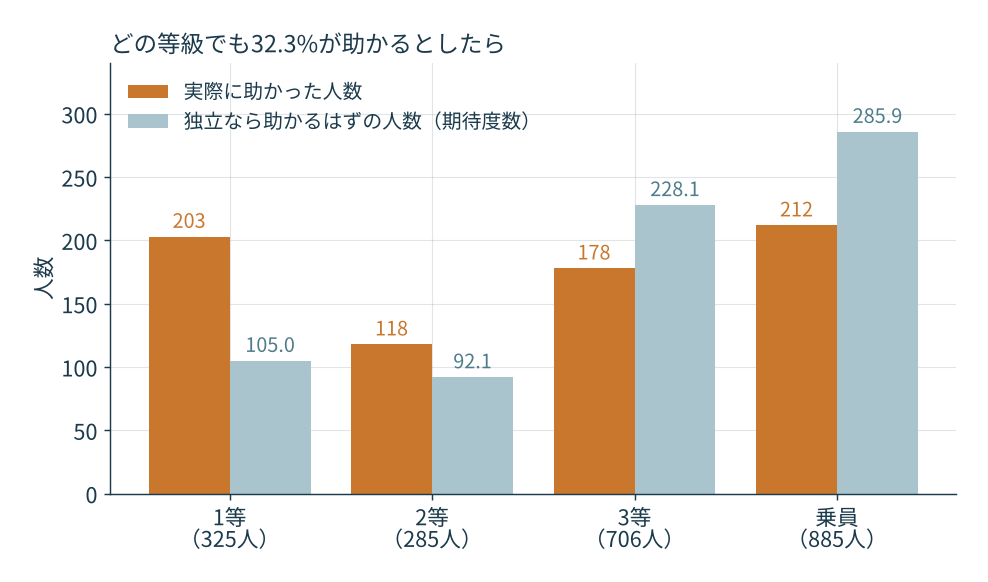 どの等級でも32.3%が助かるとしたら
実際に助かった人数
独立なら助かるはずの人数（期待度数）
人数
300
250
200
150
100
50
0
203
105.0
118
92.1
178
228.1
212
285.9
1等
（325人）
2等
（285人）
3等
（706人）
乗員
（885人）